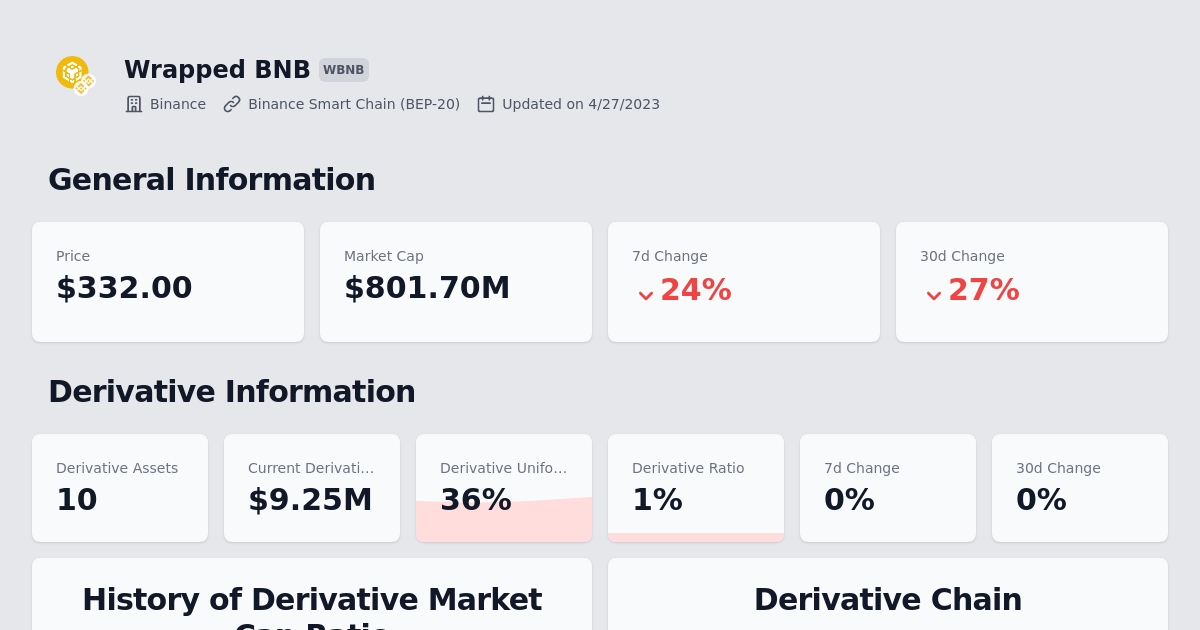 Wrapped BNB WBNB
Binance Binance Smart Chain (BEP-20) Updated on 4/27/2023
General Information
Price Market Cap 7d Change 30d Change
$332.00 $801.70M 24% 27%
Derivative Information
Derivative Assets Current Derivati... Derivative Unifo... Derivative Ratio 7d Change 30d Change
10 $9.25M 36% 1% 0% 0%
History of Derivative Market Derivative Chain
Cap Ratio